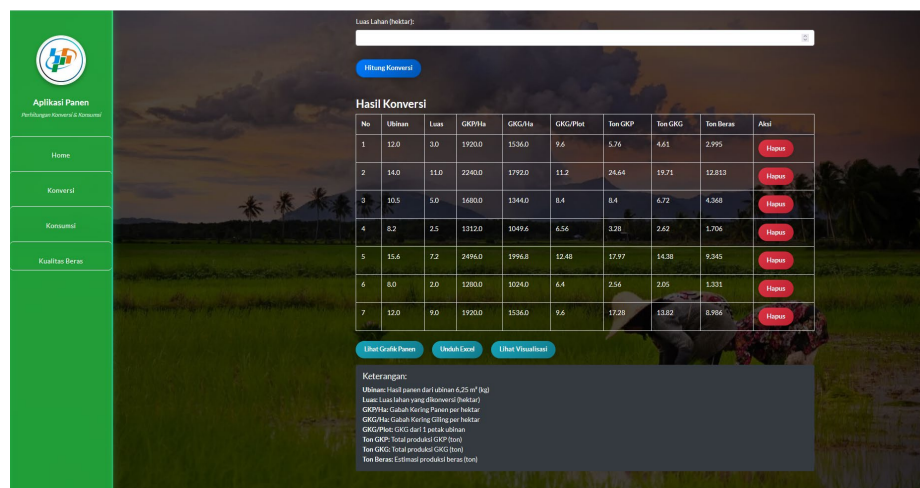 Luas Lahan (hektar):
Hitung Konversi
Aplikasi Panen
Perhitungan Konversi & Konsumsi
Home
Konversi
Konsumsi
Kualitas Beras
Hasil Konversi
No Ubinan Luas GKP/Ha GKG/Ha GKG/Plot Ton GKP Ton GKG Ton Beras Aksi
1 12.0 3.0 1920.0 1536.0 9.6 5.76 4.61 2.995 Hapus
2 14.0 11.0 2240.0 1792.0 11.2 24.64 19.71 12.813 Hapus
3 10.5 5.0 1680.0 1344.0 8.4 8.4 6.72 4.368 Hapus
4 8.2 2.5 1312.0 1049.6 6.56 3.28 2.62 1.706 Hapus
5 15.6 7.2 2496.0 1996.8 12.48 17.97 14.38 9.345 Hapus
6 8.0 2.0 1280.0 1024.0 6.4 2.56 2.05 1.331 Hapus
7 12.0 9.0 1920.0 1536.0 9.6 17.28 13.82 8.986 Hapus
Lihat Grafik Panen Unduh Excel Lihat Visualisasi
Keterangan:
Ubinan: Hasil panen dari ubinan 6,25 m² (kg)
Luas: Luas lahan yang dikonversi (hektar)
GKP/Ha: Gabah Kering Panen per hektar
GKG/Ha: Gabah Kering Giling per hektar
GKG/Plot: GKG dari 1 petak ubinan
Ton GKP: Total produksi GKP (ton)
Ton GKG: Total produksi GKG (ton)
Ton Beras: Estimasi produksi beras (ton)